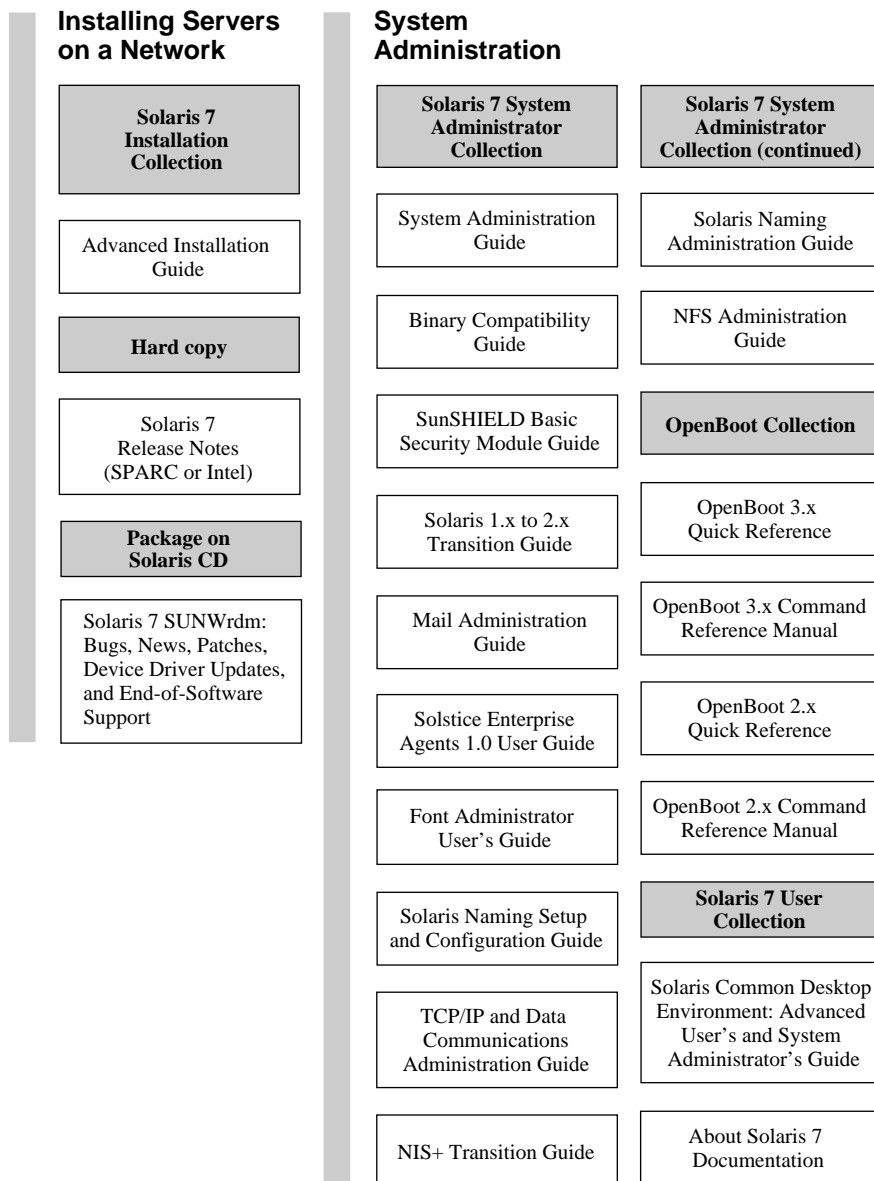 Installing Servers
on a Network
Solaris 7
Installation
Collection
Advanced Installation
Guide
Hard copy
Solaris 7
Release Notes
(SPARC or Intel)
Package on
Solaris CD
Solaris 7 SUNWrdm:
Bugs, News, Patches,
Device Driver Updates,
and End-of-Software
Support
System
Administration
Solaris 7 System
Administrator
Collection
System Administration
Guide
Binary Compatibility
Guide
SunSHIELD Basic
Security Module Guide
Solaris 1.x to 2.x
Transition Guide
Mail Administration
Guide
Solstice Enterprise
Agents 1.0 User Guide
Font Administrator
User's Guide
Solaris Naming Setup
and Configuration Guide
TCP/IP and Data
Communications
Administration Guide
NIS+ Transition Guide
Solaris 7 System
Administrator
Collection (continued)
Solaris Naming
Administration Guide
NFS Administration
Guide
OpenBoot Collection
OpenBoot 3.x
Quick Reference
OpenBoot 3.x Command
Reference Manual
OpenBoot 2.x
Quick Reference
OpenBoot 2.x Command
Reference Manual
Solaris 7 User
Collection
Solaris Common Desktop
Environment: Advanced
User's and System
Administrator's Guide
About Solaris 7
Documentation